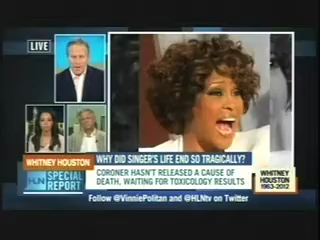 LIVE
WHITNEY HOUSTON
WHY DID SINGER'S LIFE END SO TRAGICALLY?
HLN SPECIAL
REPORT
CORONER HASN'T RELEASED A CAUSE OF
DEATH, WAITING FOR TOXICOLOGY RESULTS
WHITNEY
HOUSTON
1963-2012
Follow @VinniePolitan and @HLNtv on Twitter